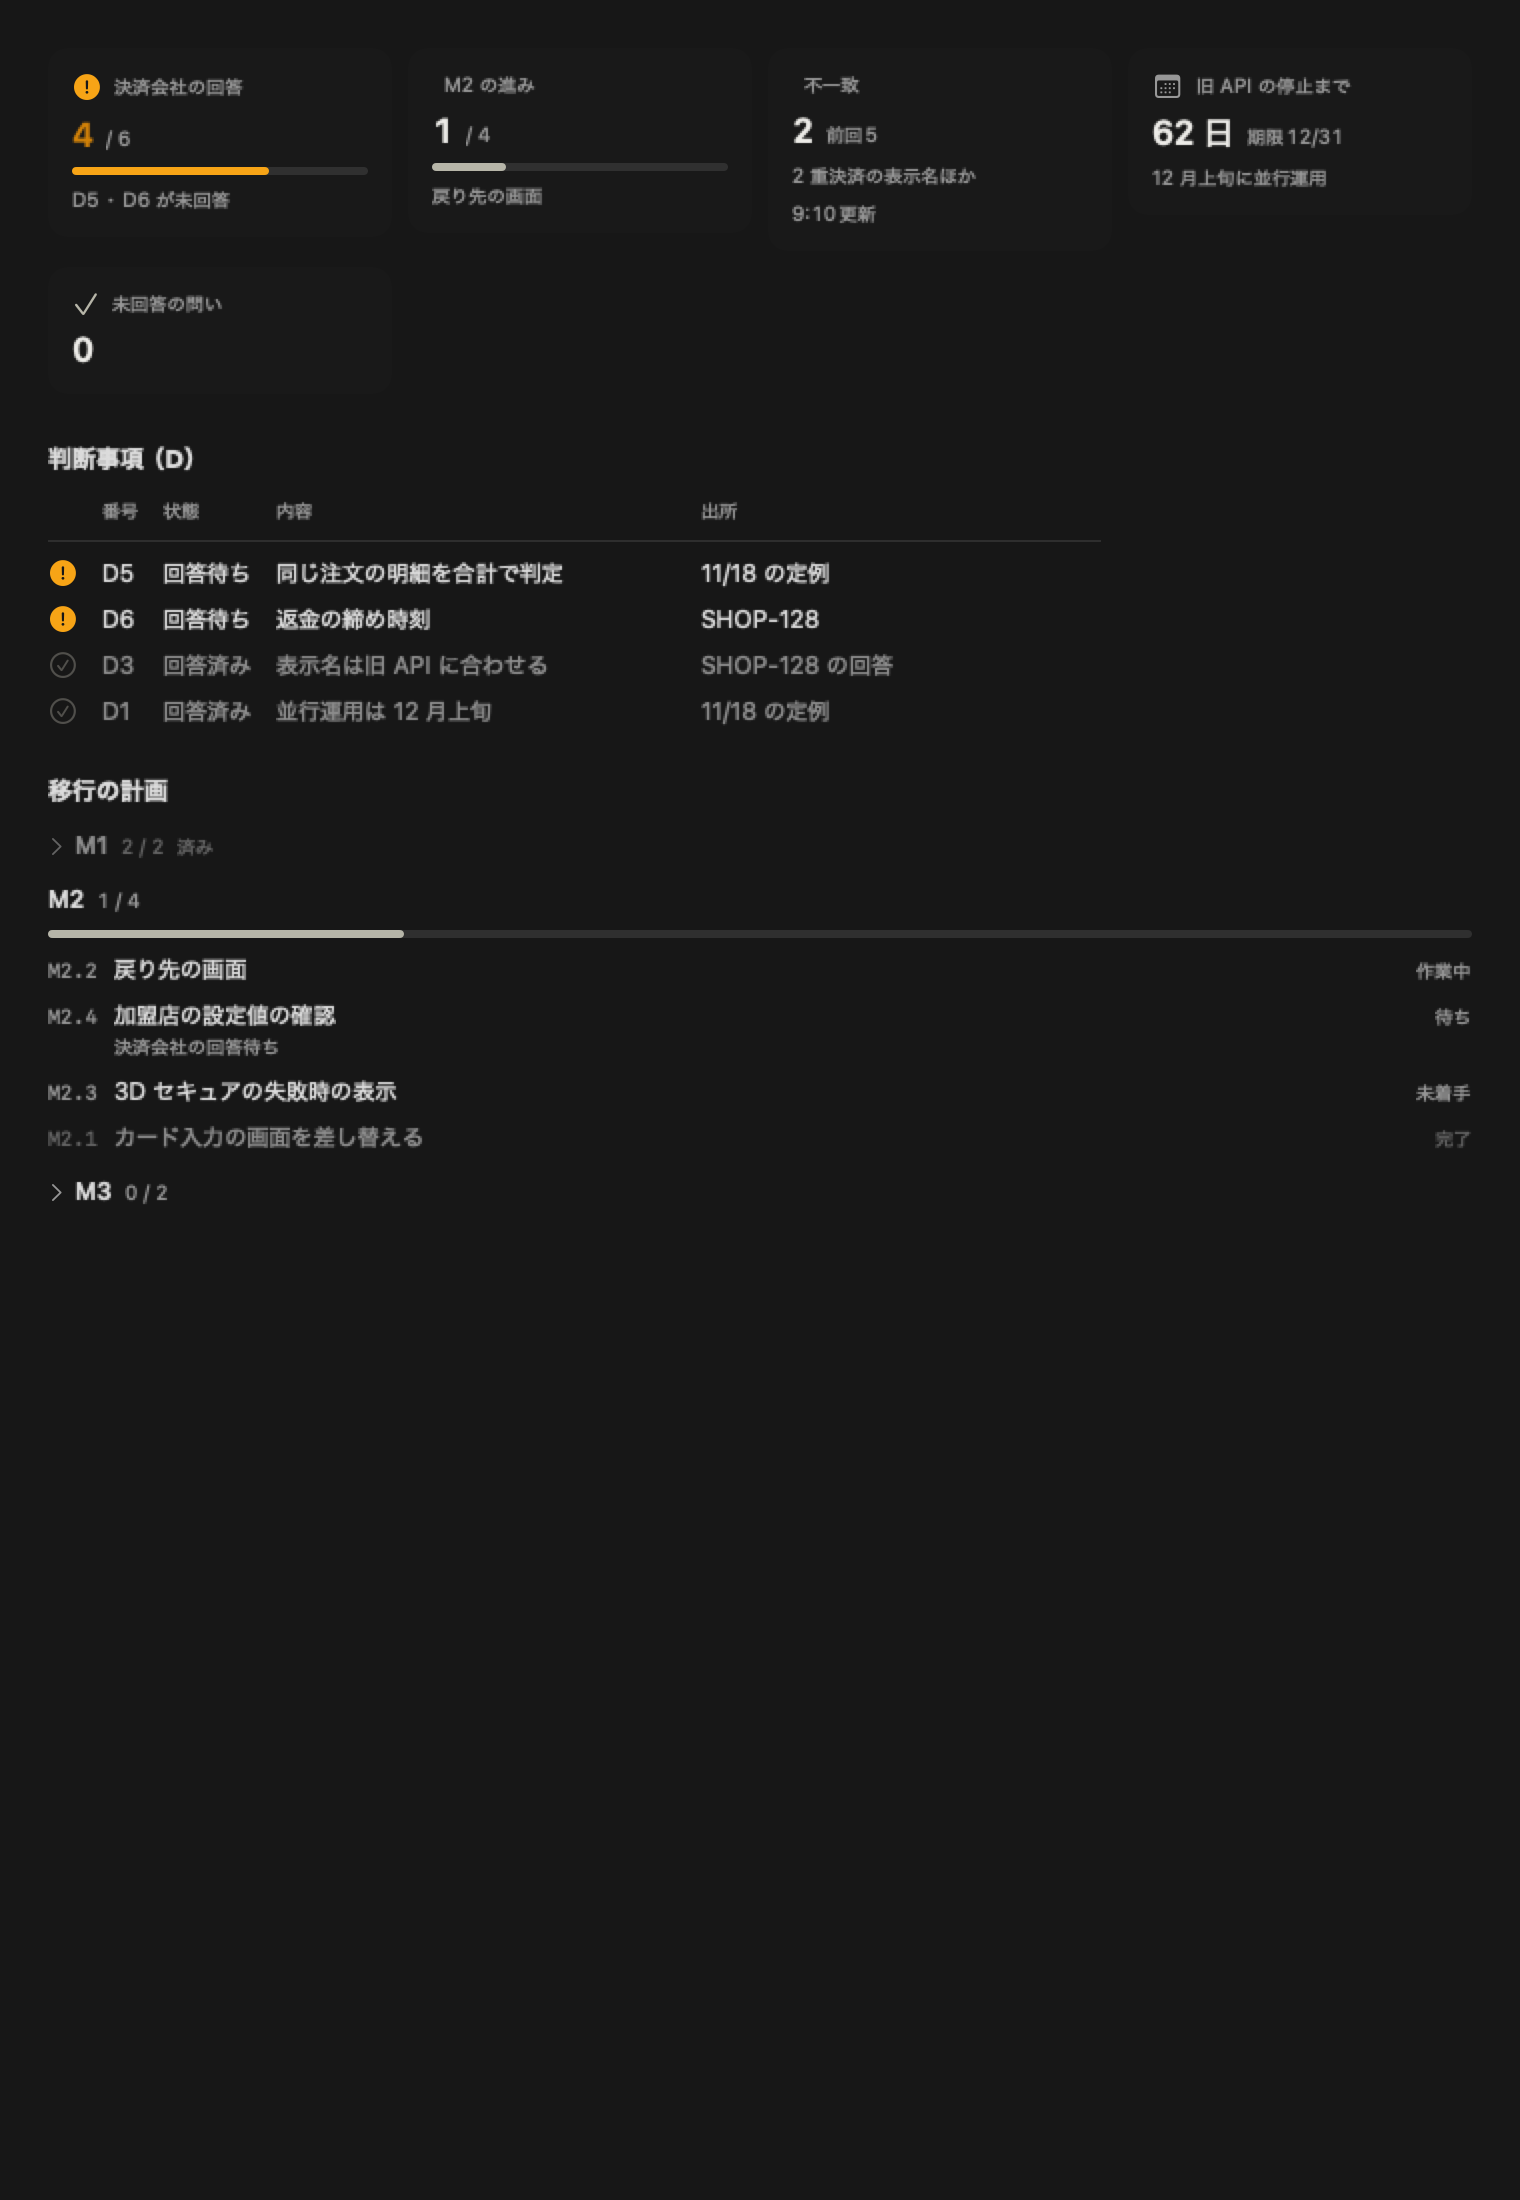 決済会社の回答
4 / 6
D5・D6 が未回答
M2 の進み
1 / 4
戻り先の画面
不一致
2 前回 5
2 重決済の表示名ほか
9:10 更新
旧 API の停止まで
62 日 期限 12/31
12 月上旬に並行運用
未回答の問い
0
判断事項（D）
番号 状態 内容 出所
D5 回答待ち 同じ注文の明細を合計で判定 11/18 の定例
D6 回答待ち 返金の締め時刻 SHOP-128
D3 回答済み 表示名は旧 API に合わせる SHOP-128 の回答
D1 回答済み 並行運用は 12 月上旬 11/18 の定例
移行の計画
M1 2 / 2 済み
M2 1 / 4
M2.2 戻り先の画面 作業中
M2.4 加盟店の設定値の確認 待ち
決済会社の回答待ち
M2.3 3D セキュアの失敗時の表示 未着手
M2.1 カード入力の画面を差し替える 完了
M3 0 / 2